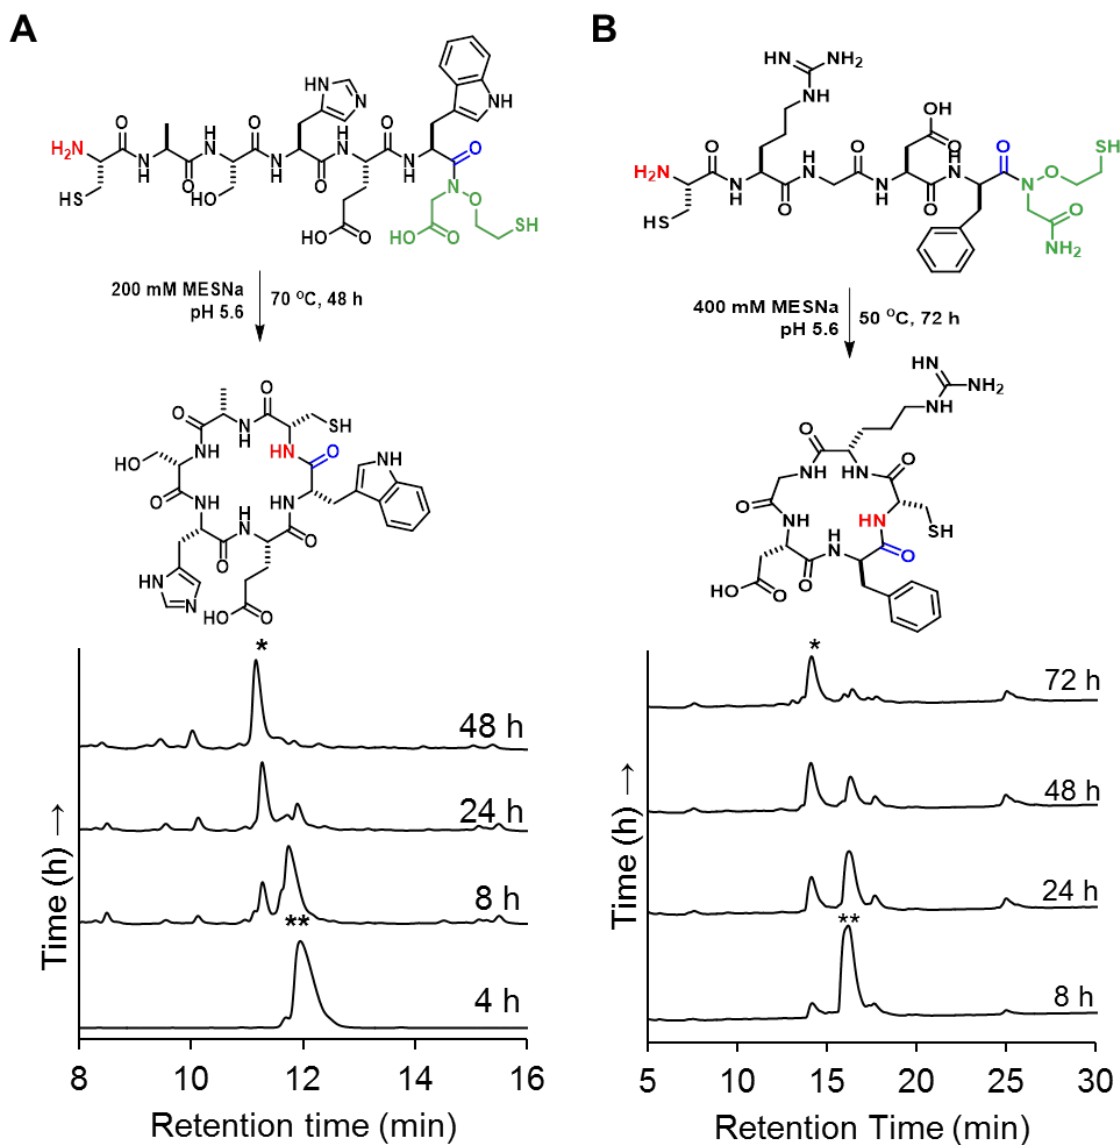 A
B
H₂N
O
N
H
H
N
O
HN
N
O
N
H
H
N
O
NH
O
N
O
SH
HS
HO
HO
O
HO
O
HN
NH₂
NH
OH
O
H₂N
O
N
H
H
N
O
N
H
O
H
N
O
N
O
SH
HS
O
NH₂
200 mM MESNa
pH 5.6
70 °C, 48 h
400 mM MESNa
pH 5.6
50 °C, 72 h
O
O
SH
N
H
HN
O
NH
HO
O
NH
HN
H
N
O
O
NH
HN
N
HO
O
HN
NH₂
NH
O
NH
HN
O
O
NH
HN
SH
H
N
O
O
HO
O
*
48 h
24 h
8 h
**
4 h
Time (h) →
8
10
12
14
16
Retention time (min)
*
72 h
48 h
24 h
**
8 h
Time (h) →
5
10
15
20
25
30
Retention Time (min)